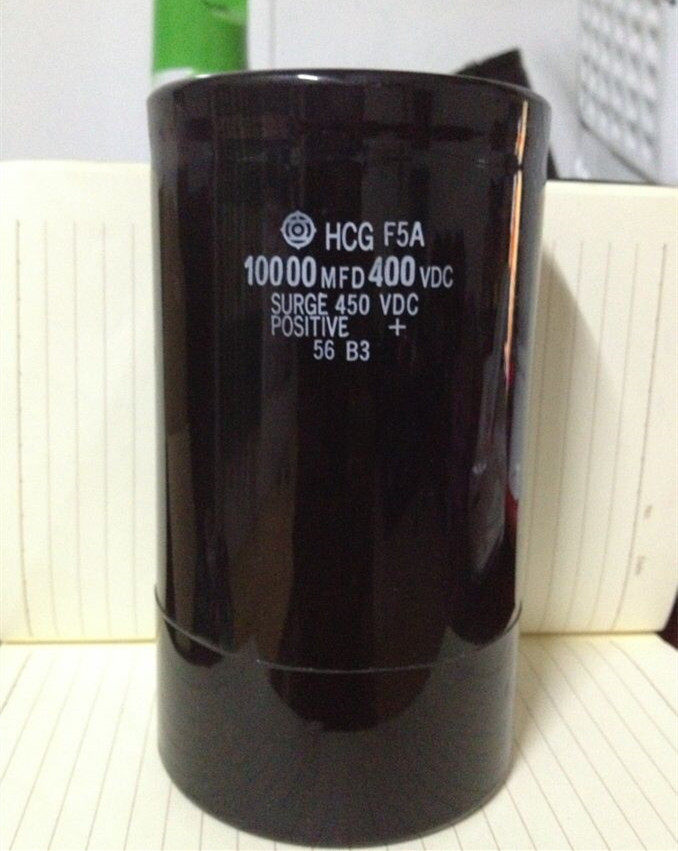 HCG F5A
10000 MFD 400 VDC
SURGE 450 VDC
POSITIVE +
56 B3